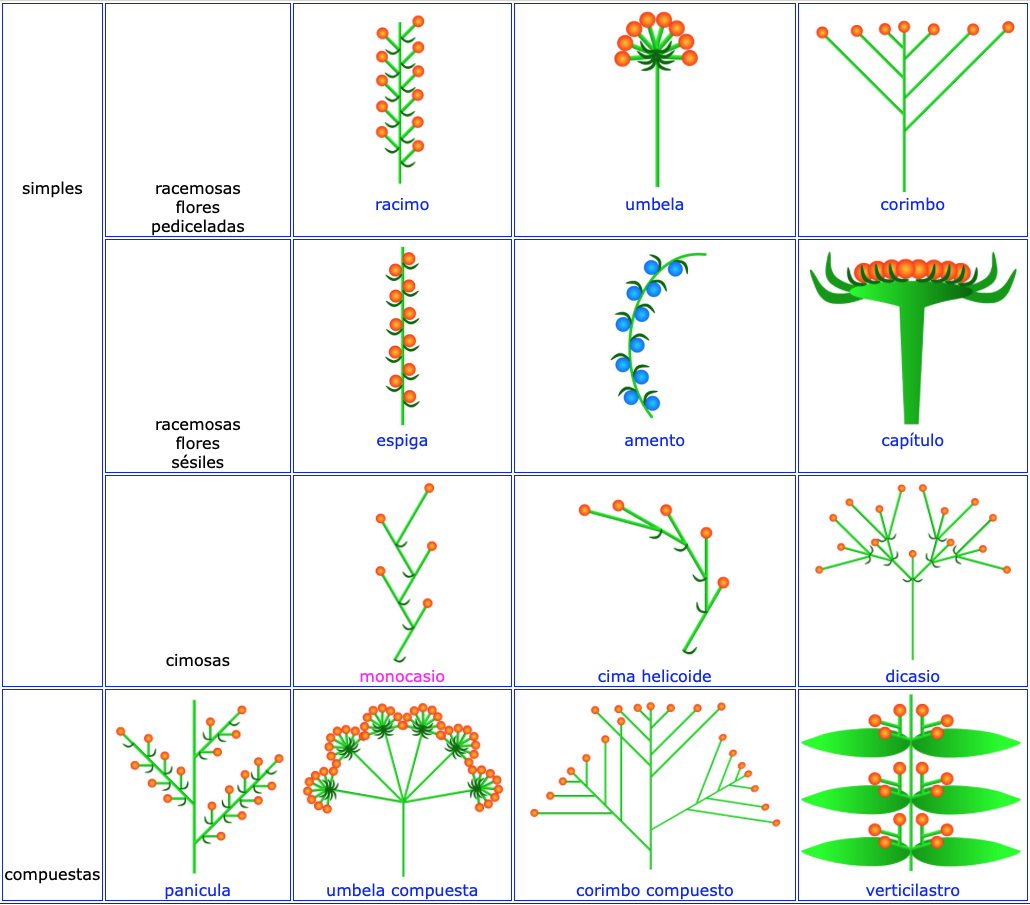 simples
racemosas
flores
pediceladas
racimo
umbela
corimbo
racemosas
flores
sésiles
espiga
amento
capítulo
cimosas
monocasio
cima helicoide
dicasio
compuestas
panicula
umbela compuesta
corimbo compuesto
verticilastro